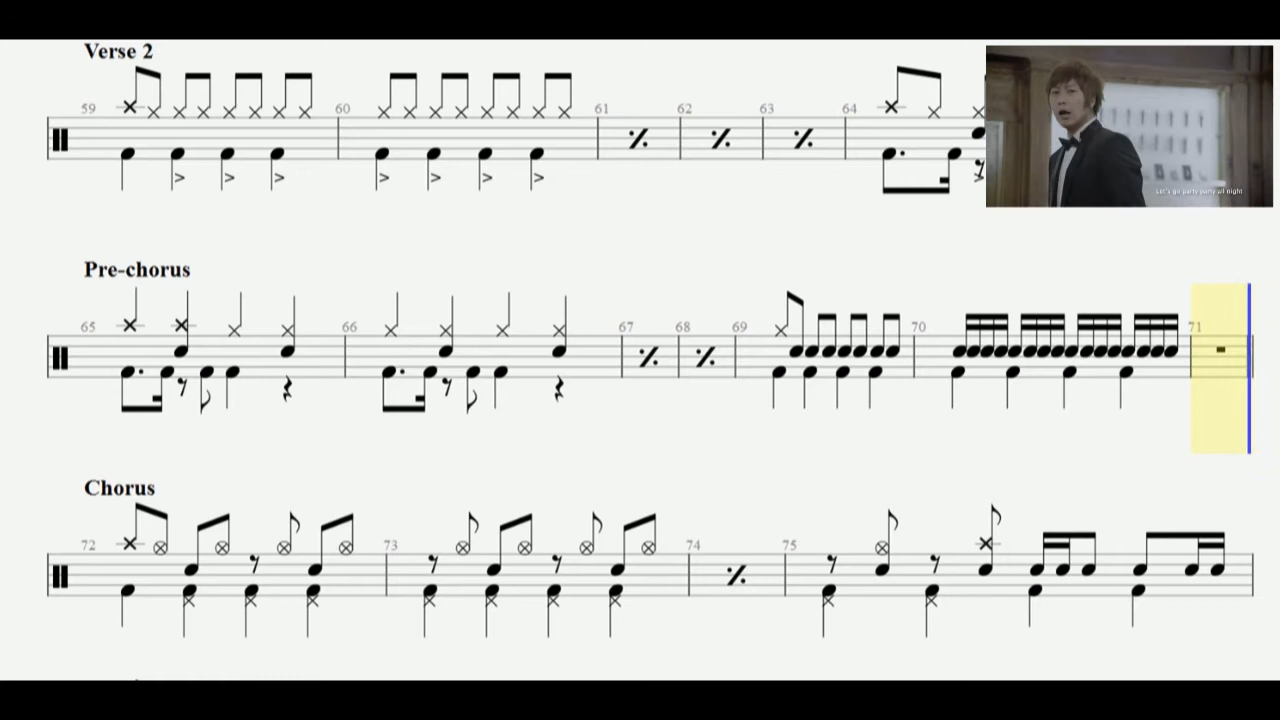 Verse 2
59 60 61 62 63 64
Let's go party party all night
Pre-chorus
65 66 67 68 69 70 71
Chorus
72 73 74 75